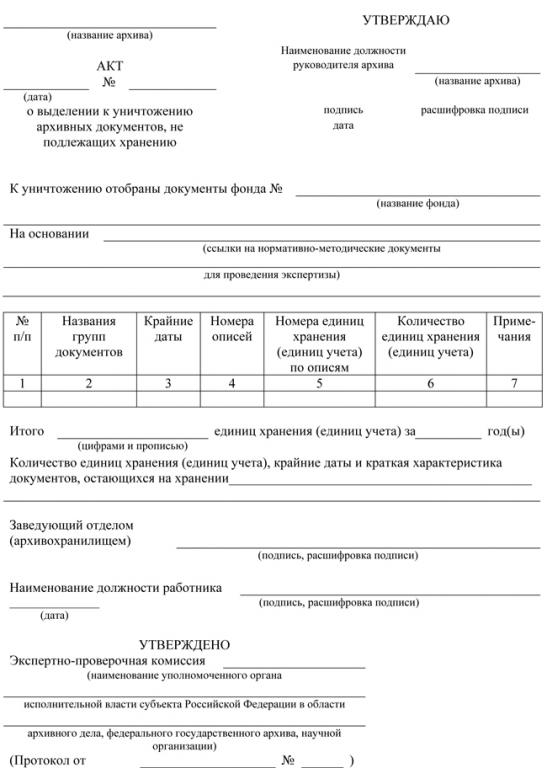 (название архива)
АКТ
№
(дата)
о выделении к уничтожению
архивных документов, не
подлежащих хранению
УТВЕРЖДАЮ
Наименование должности
руководителя архива
(название архива)
подпись расшифровка подписи
дата
К уничтожению отобраны документы фонда №
(название фонда)
На основании
(ссылки на нормативно-методические документы
для проведения экспертизы)
№ п/п
Названия групп документов
Крайние даты
Номера описей
Номера единиц хранения (единиц учета) по описям
Количество единиц хранения (единиц учета)
Приме-
чания
1 2 3 4 5 6 7
Итого единиц хранения (единиц учета) за год(ы)
(цифрами и прописью)
Количество единиц хранения (единиц учета), крайние даты и краткая характеристика
документов, остающихся на хранении
Заведующий отделом
(архивохранилищем)
(подпись, расшифровка подписи)
Наименование должности работника
(подпись, расшифровка подписи)
(дата)
УТВЕРЖДЕНО
Экспертно-проверочная комиссия
(наименование уполномоченного органа
исполнительной власти субъекта Российской Федерации в области
архивного дела, федерального государственного архива, научной
организации)
(Протокол от № )